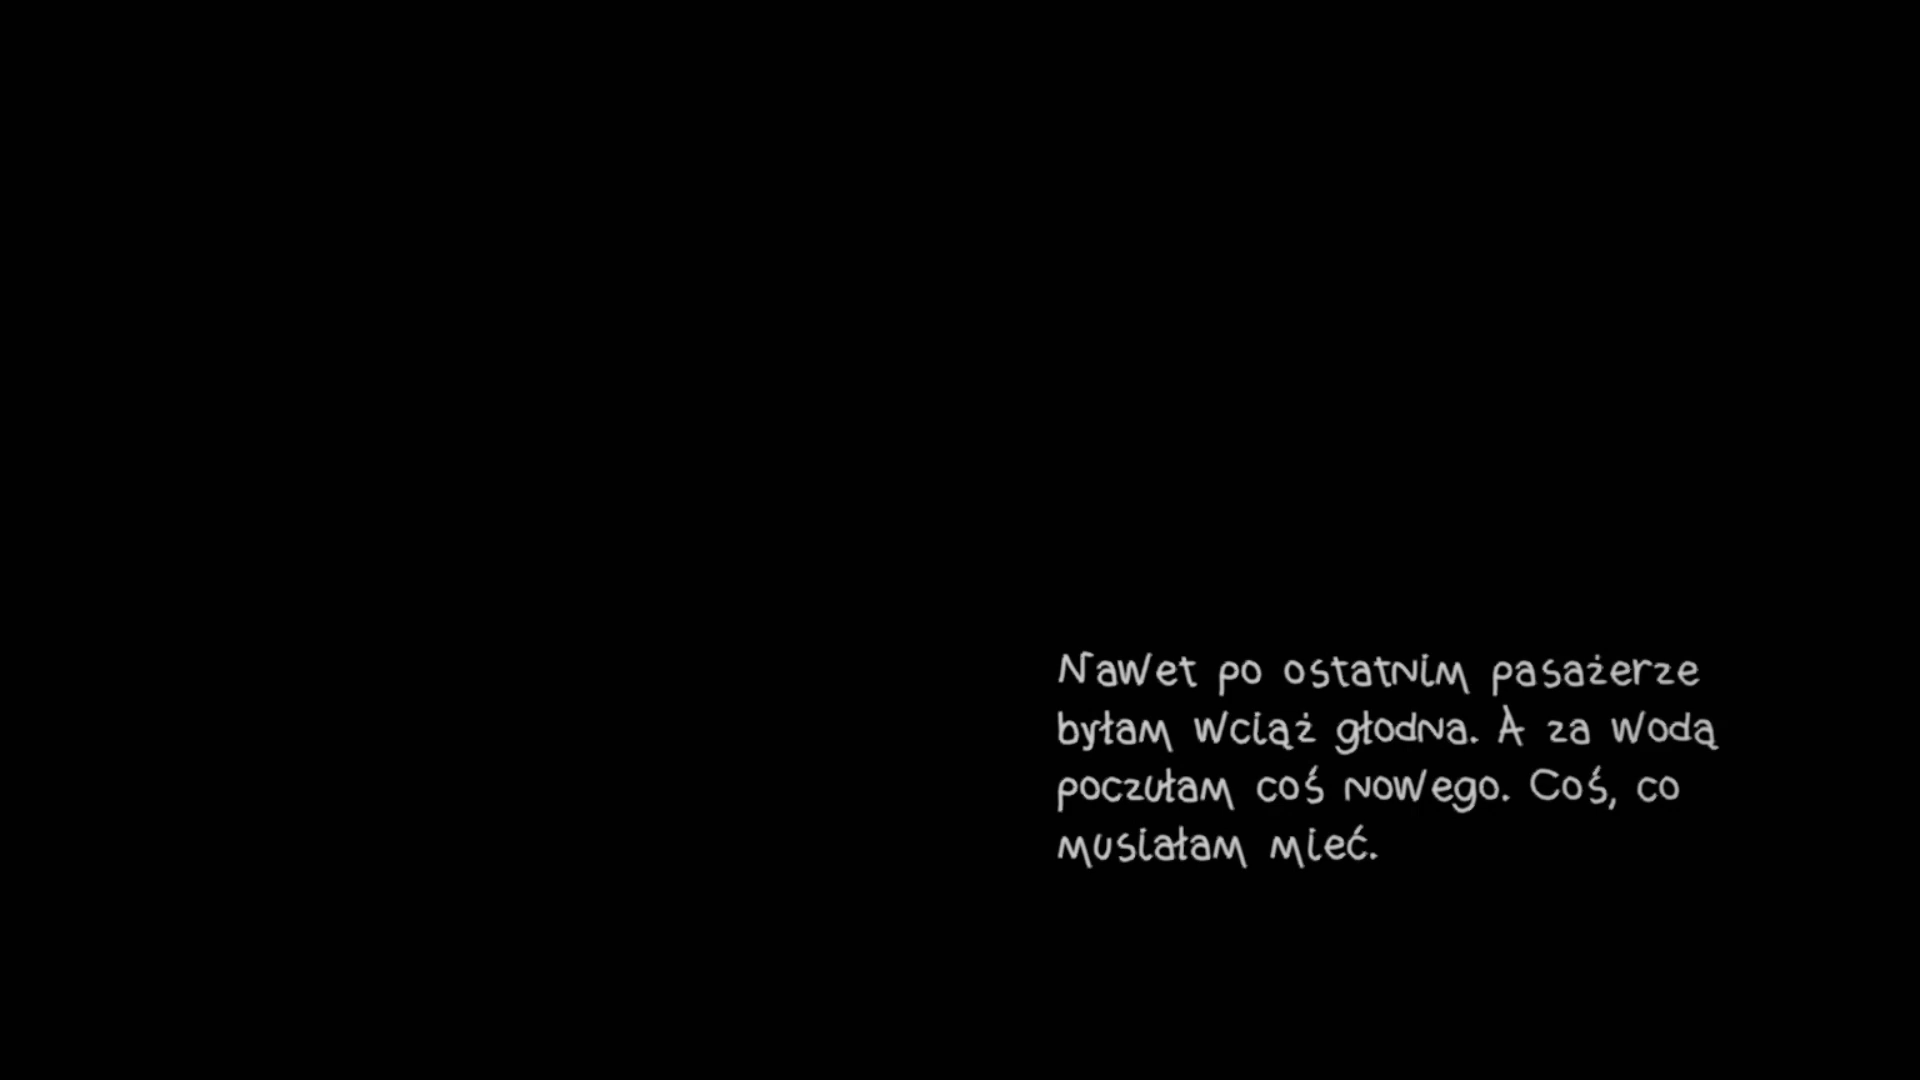 Nawet po ostatnim pasażerze
byłam wciąż głodna. A za wodą
poczułam coś nowego. Coś, co
musiałam mieć.